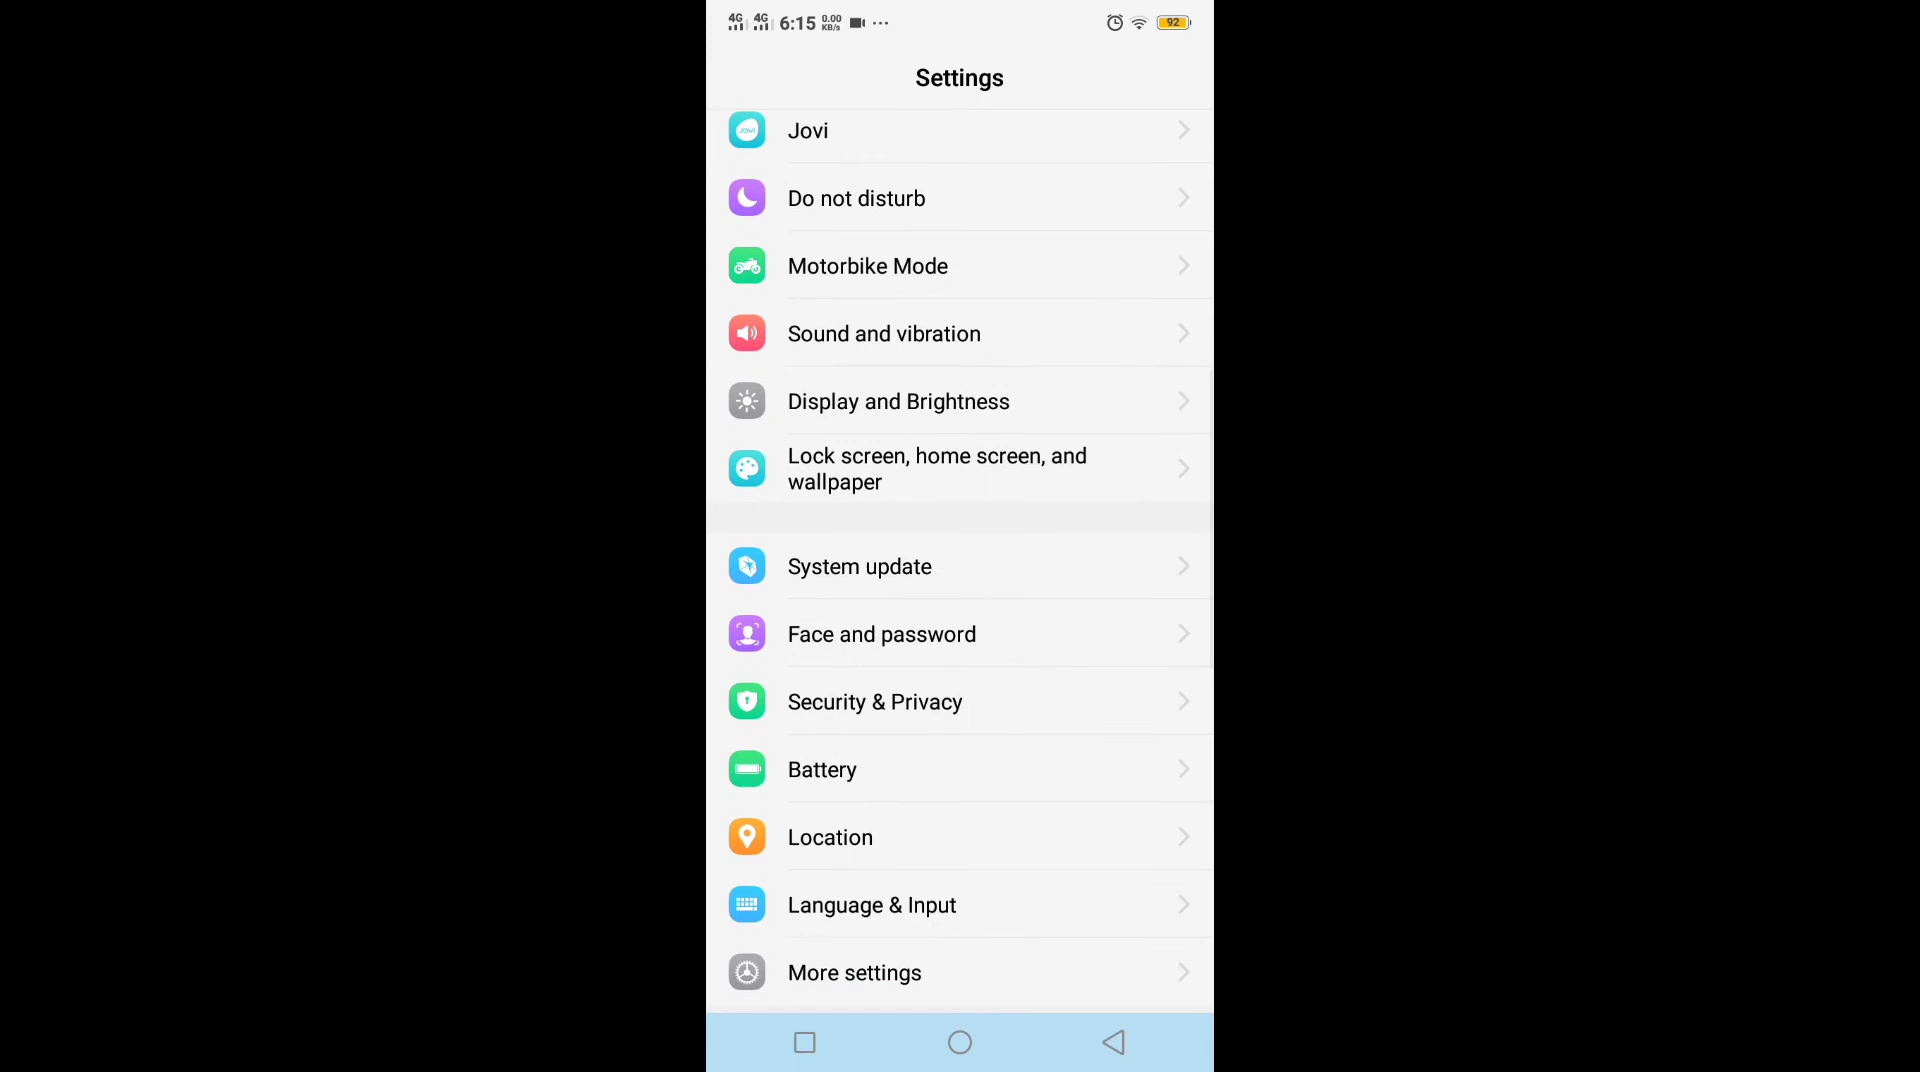 4G 4G 6:15 0.00 KB/s 92
Settings
Jovi
Do not disturb
Motorbike Mode
Sound and vibration
Display and Brightness
Lock screen, home screen, and
wallpaper
System update
Face and password
Security & Privacy
Battery
Location
Language & Input
More settings